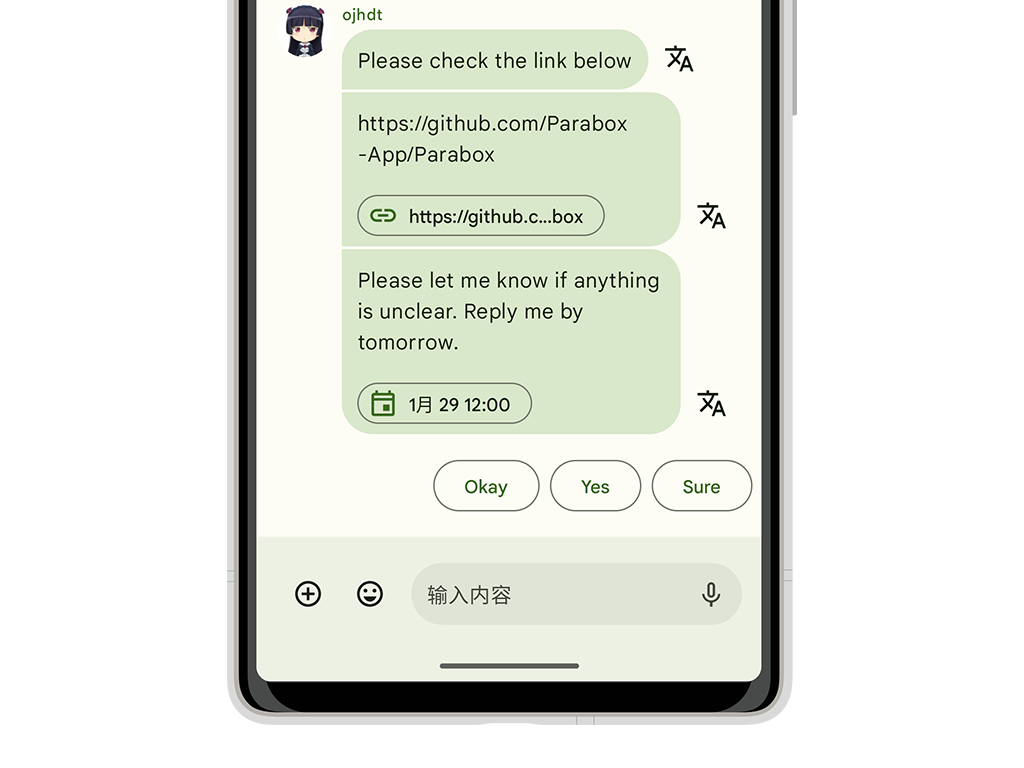 ojhdt
Please check the link below
https://github.com/Parabox
-App/Parabox
https://github.c...box
Please let me know if anything
is unclear. Reply me by
tomorrow.
1月 29 12:00
Okay Yes Sure
输入内容